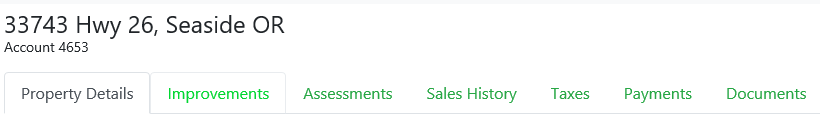 33743 Hwy 26, Seaside OR
Account 4653
Property Details Improvements Assessments Sales History Taxes Payments Documents